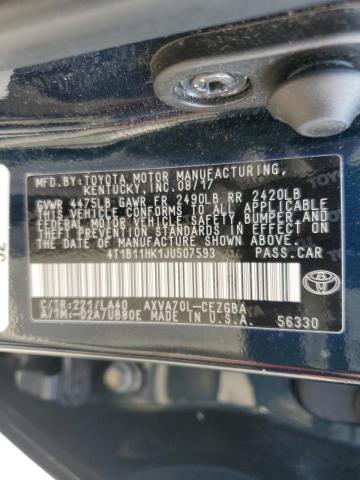 MFD.BY:TOYOTA MOTOR MANUFACTURING,
KENTUCKY,INC.08/17
GVWR 4475LB GAWR FR 2490LB RR 2420LB
THIS VEHICLE CONFORMS TO ALL APPLICABLE
FEDERAL MOTOR VEHICLE SAFETY, BUMPER, AND
THEFT PREVENTION STANDARDS IN EFFECT ON
THE DATE OF MANUFACTURE SHOWN ABOVE.
4T1B11HK1JU507593 PASS.CAR
C/TR:221/LA40 AXVA70L-CEZGBA
A/TM:-02A/UB80E MADE IN U.S.A.
56330
TOYOTA